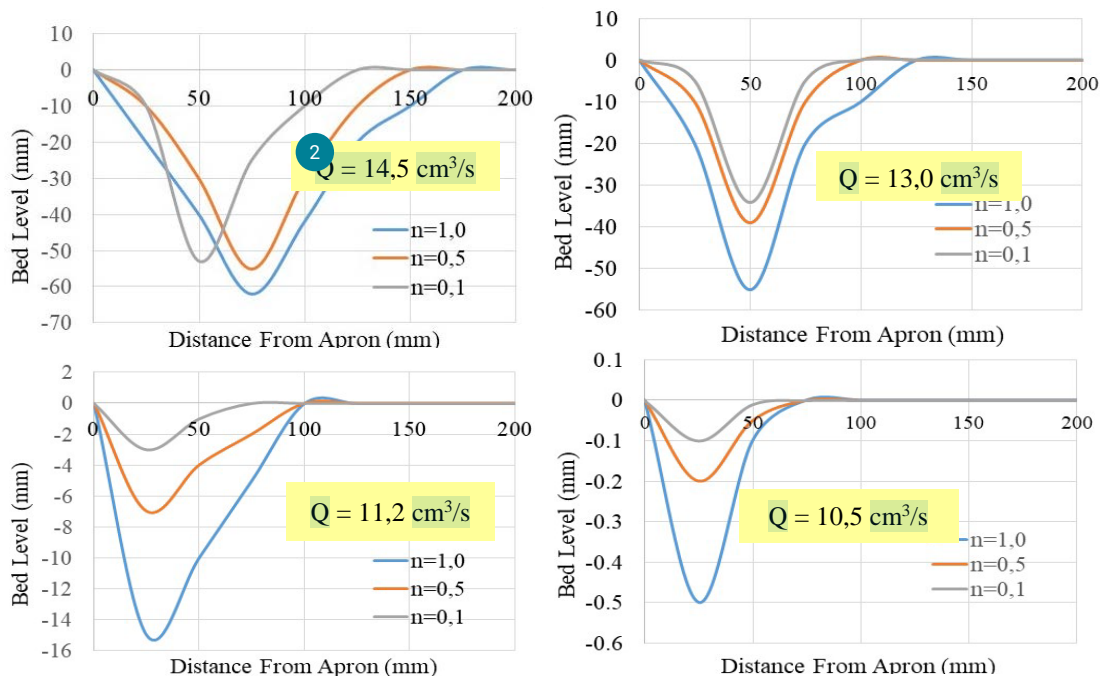 10
0
-10
-20
-30
-40
-50
-60
-70
0
50
100
150
200
Bed Level (mm)
2
Q = 14,5 cm³/s
n=1,0
n=0,5
n=0,1
Distance From Apron (mm)
10
0
-10
-20
-30
-40
-50
-60
0
50
100
150
200
Bed Level (mm)
Q = 13,0 cm³/s
n=1,0
n=0,5
n=0,1
Distance From Apron (mm)
2
0
-2
-4
-6
-8
-10
-12
-14
-16
0
50
100
150
200
Bed Level (mm)
Q = 11,2 cm³/s
n=1,0
n=0,5
n=0,1
Distance From Apron (mm)
0.1
0
-0.1
-0.2
-0.3
-0.4
-0.5
-0.6
0
50
100
150
200
Bed Level (mm)
Q = 10,5 cm³/s
n=1,0
n=0,5
n=0,1
Distance From Apron (mm)